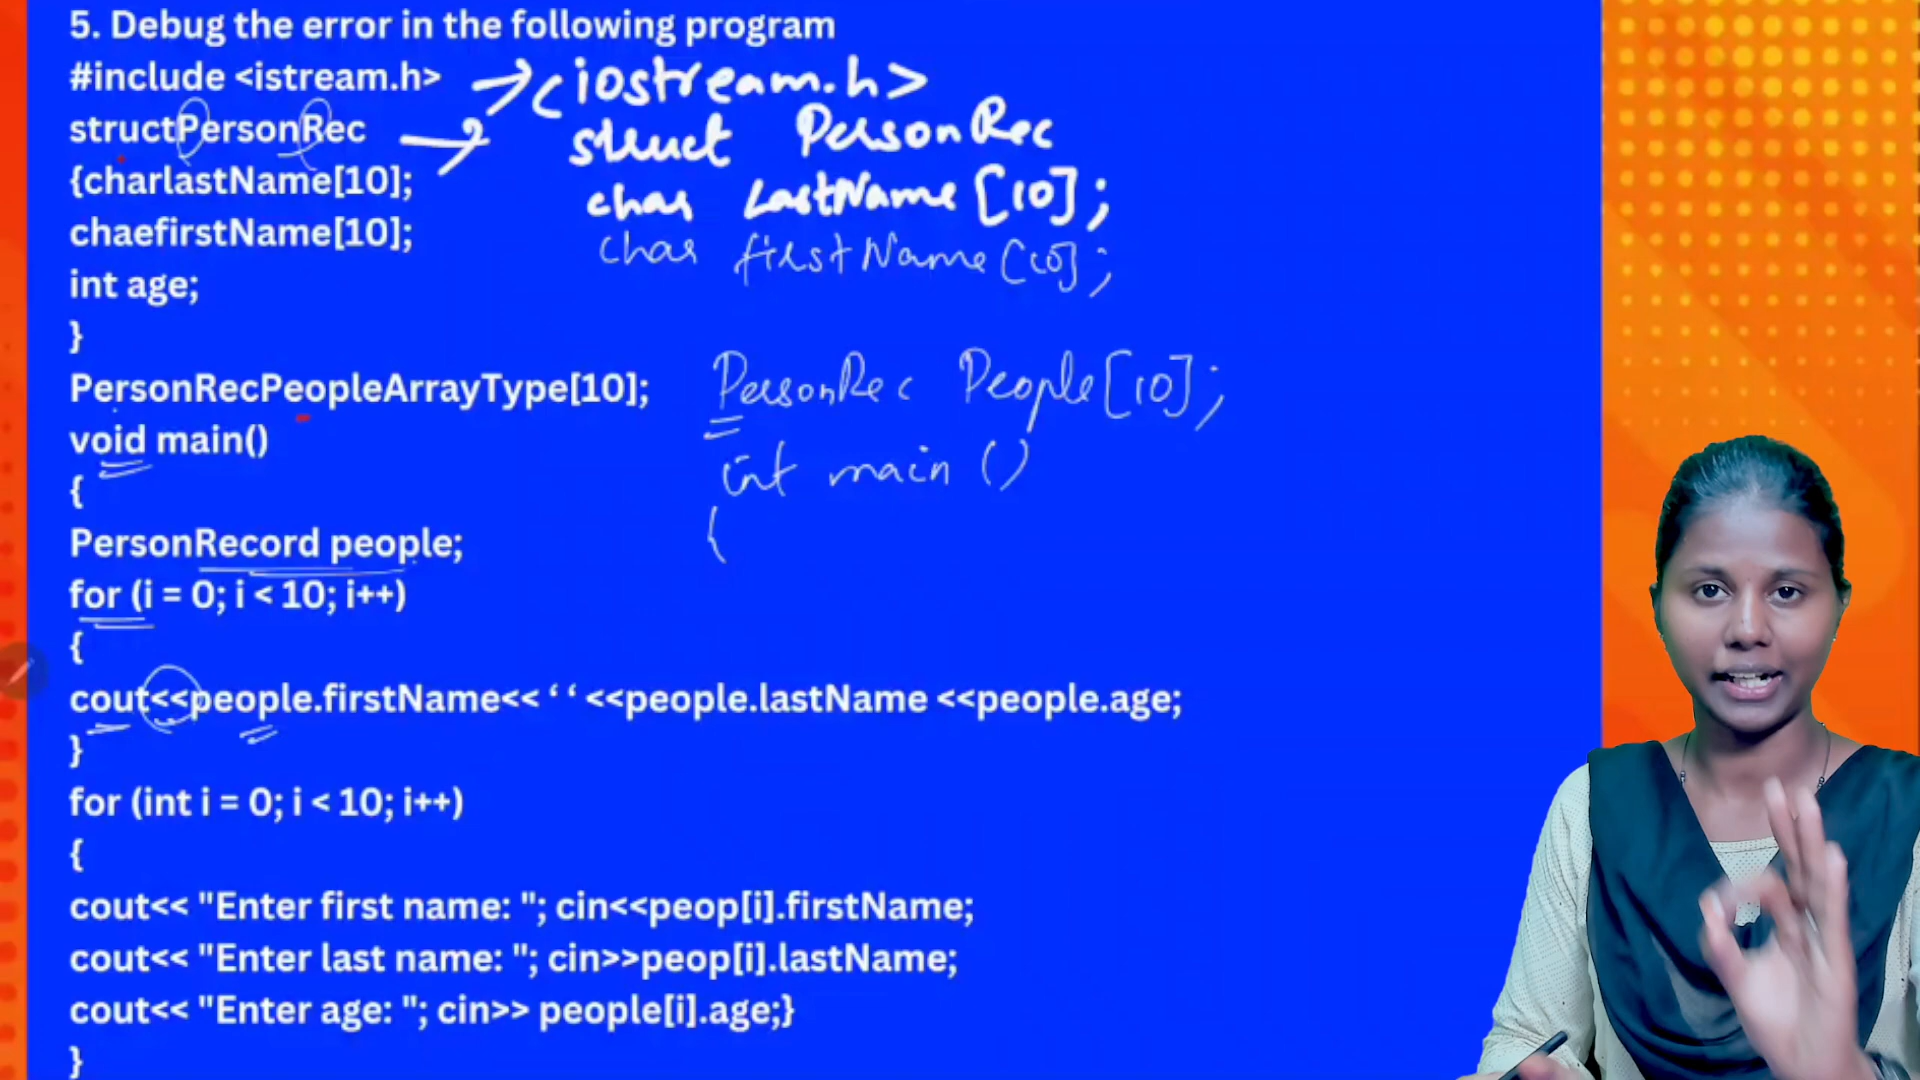 5. Debug the error in the following program
#include <istream.h> → <iostream.h>
structPersonRec → struct PersonRec
{charlastName[10]; char LastName[10];
chaefirstName[10]; char firstName[10];
int age;
}
PersonRecPeopleArrayType[10]; PersonRec People[10];
void main() int main ()
{ {
PersonRecord people;
for (i = 0; i < 10; i++)
{
cout<<people.firstName<< ‘ ‘ <<people.lastName <<people.age;
}
for (int i = 0; i < 10; i++)
{
cout<< "Enter first name: "; cin<<peop[i].firstName;
cout<< "Enter last name: "; cin>>peop[i].lastName;
cout<< "Enter age: "; cin>> people[i].age;}
}